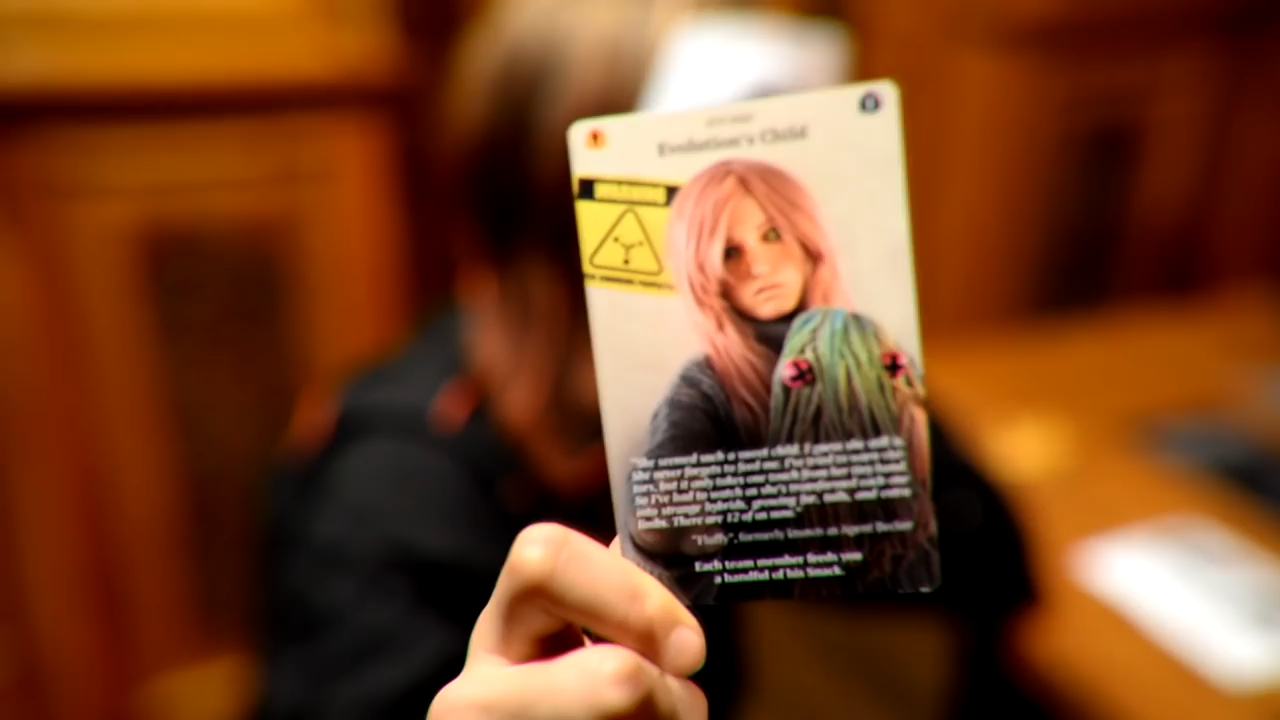 Evolution's Child
"She seemed such a sweet child. I guess she still is.
She never forgets to feed me. I've tried to warn visi-
tors, but it only takes one touch from her tiny hand.
So I've had to watch as she's transformed each one
into strange hybrids, growing fur, tails, and extra
limbs. There are 12 of us now."
"Fluffy", formerly known as Agent Decker
Each team member feeds you
a handful of his Snack.